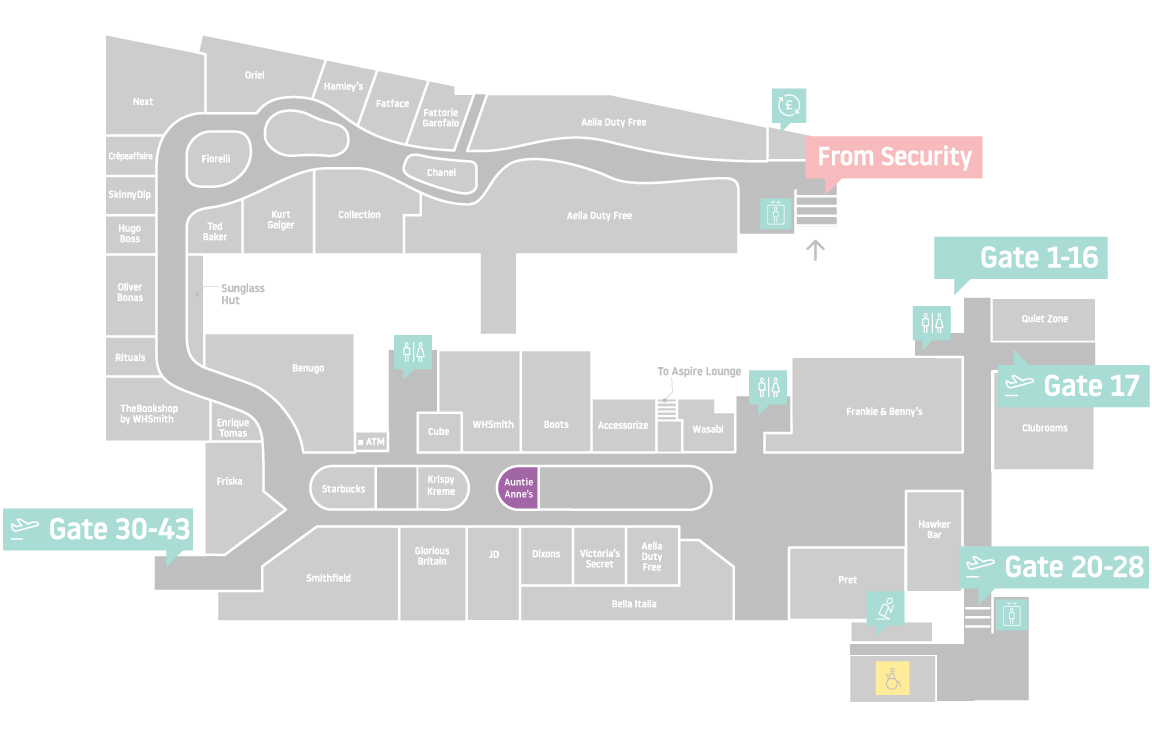 Next
Oriel
Hamley's
Fatface
Fattorie
Garofalo
Aelia Duty Free
£
From Security
Crêpeaffaire
Fiorelli
Chanel
SkinnyDip
Hugo
Boss
Ted
Baker
Kurt
Geiger
Collection
Aelia Duty Free
Gate 1-16
Oliver
Bonas
Sunglass
Hut
Quiet Zone
Rituals
Benugo
To Aspire Lounge
Gate 17
TheBookshop
by WHSmith
Enrique
Tomas
ATM
Cube
WHSmith
Boots
Accessorize
Wasabi
Frankie & Benny's
Clubrooms
Friska
Starbucks
Krispy
Kreme
Auntie
Anne's
Gate 30-43
Hawker
Bar
Smithfield
Glorious
Britain
JD
Dixons
Victoria's
Secret
Aelia
Duty
Free
Bella Italia
Pret
Gate 20-28